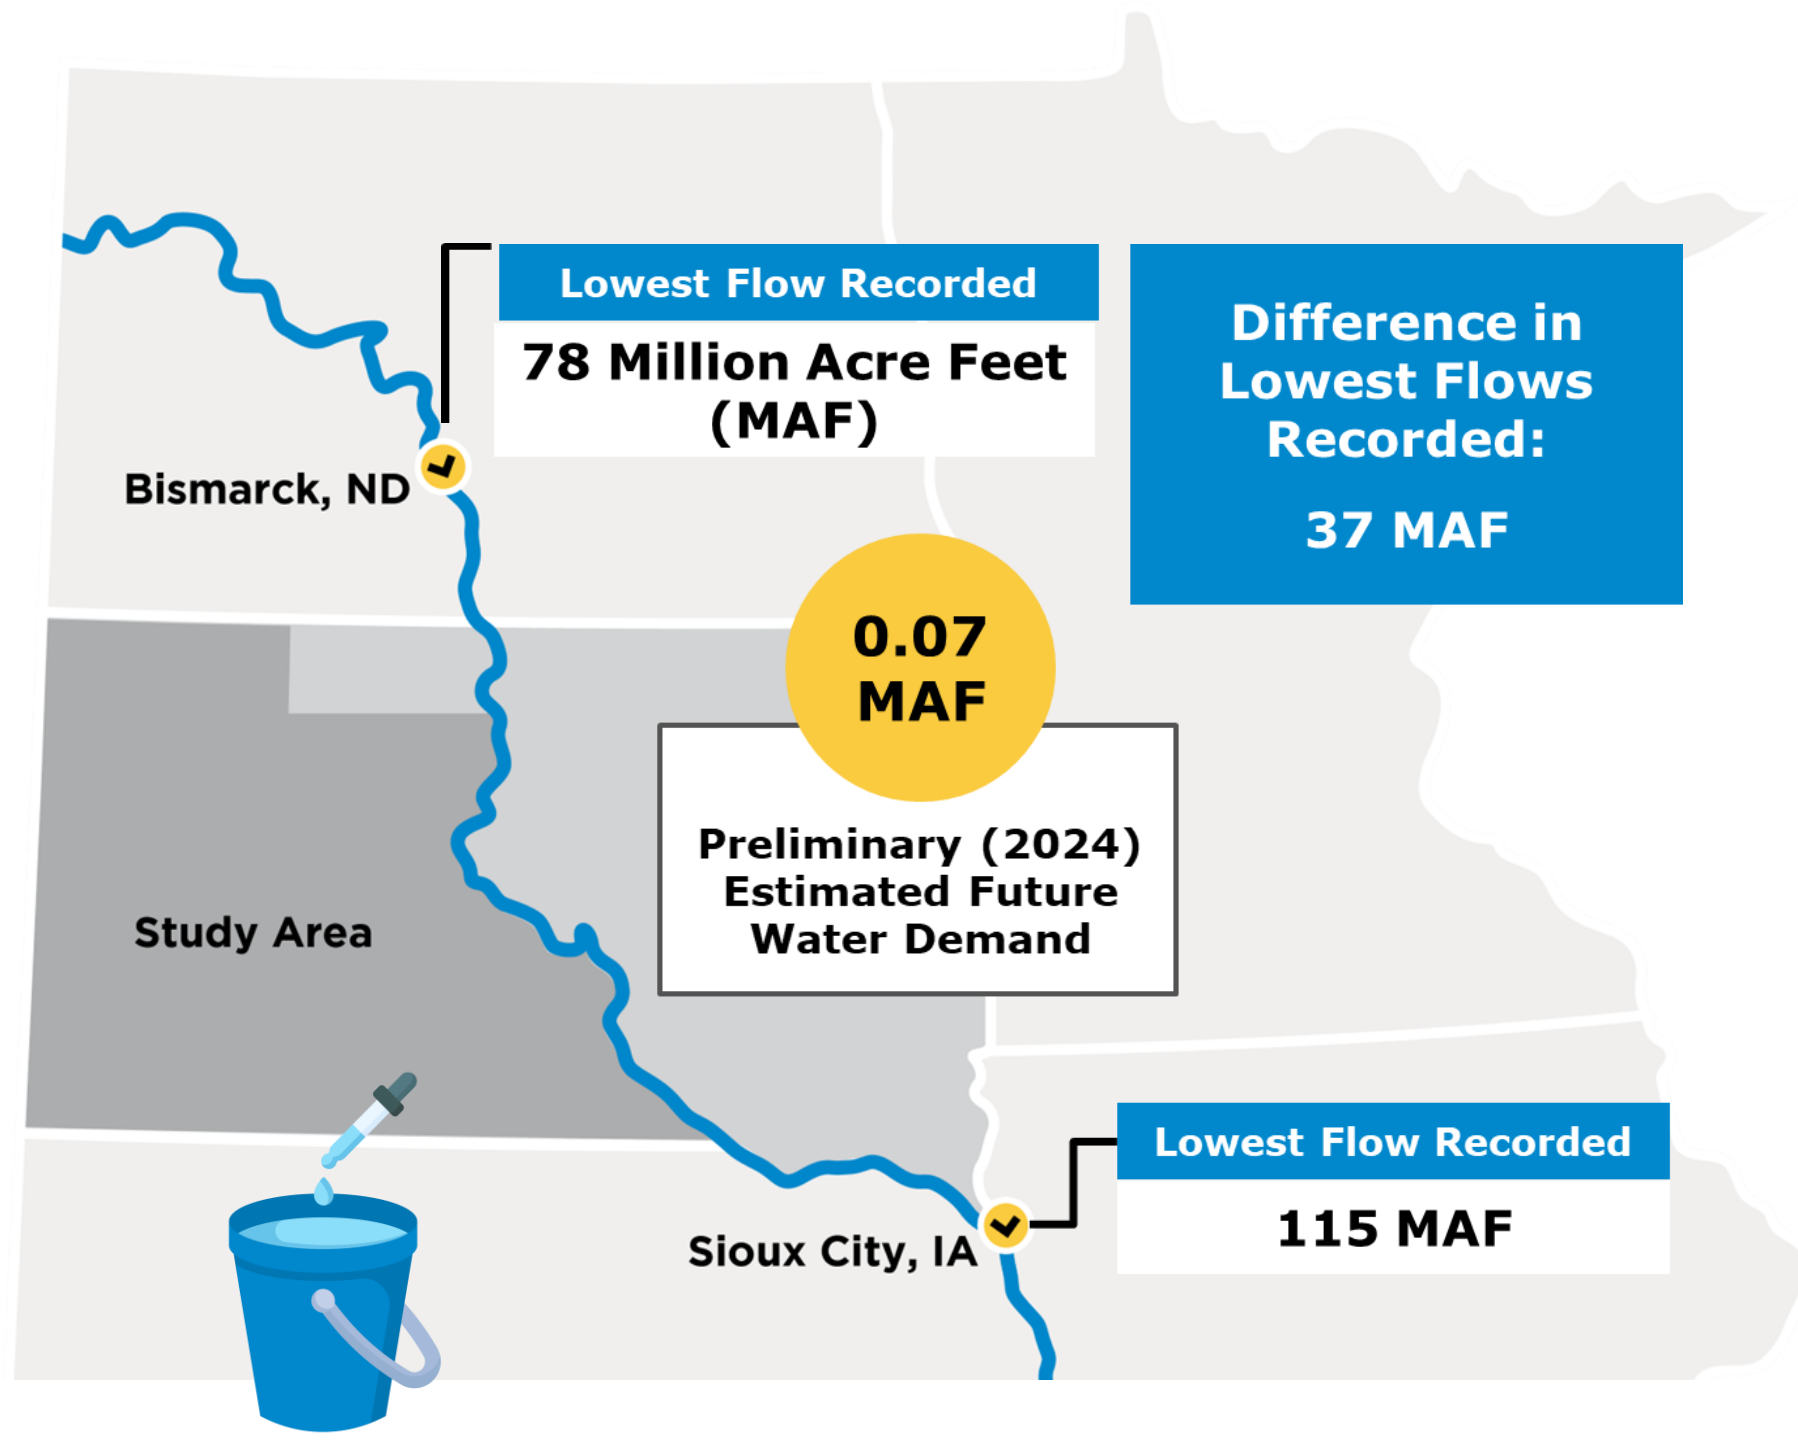 Lowest Flow Recorded
78 Million Acre Feet
(MAF)
Difference in
Lowest Flows
Recorded:
37 MAF
Bismarck, ND
0.07
MAF
Preliminary (2024)
Estimated Future
Water Demand
Study Area
Lowest Flow Recorded
115 MAF
Sioux City, IA